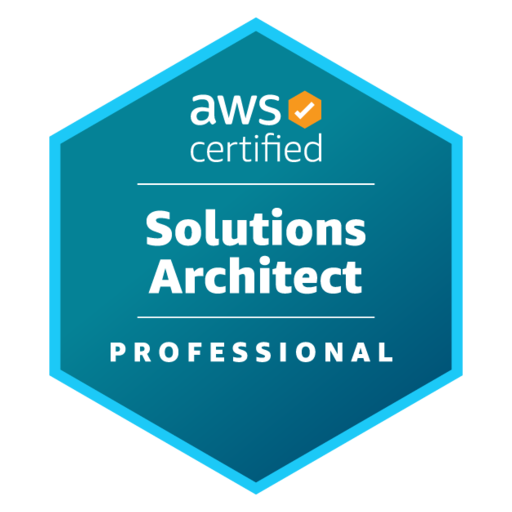 aws
certified
Solutions
Architect
PROFESSIONAL